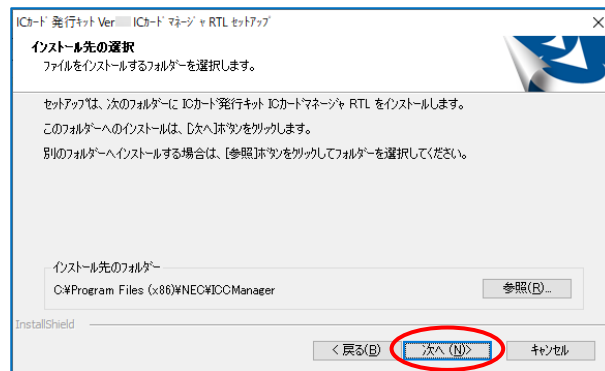 ICｶｰﾄﾞ 発行ｷｯﾄ Ver ICｶｰﾄﾞ ﾏﾈｰｼﾞｬ RTL ｾｯﾄｱｯﾌﾟ
インストール先の選択
ファイルをインストールするフォルダーを選択します。
セットアップは、次のフォルダーに ICカード発行キット ICカードマネージャ RTL をインストールします。
このフォルダーへのインストールは、[次へ]ボタンをクリックします。
別のフォルダーへインストールする場合は、[参照]ボタンをクリックしてフォルダーを選択してください。
インストール先のフォルダー
C:¥Program Files (x86)¥NEC¥ICCManager
参照(R)...
InstallShield
< 戻る(B)
次へ (N)>
キャンセル